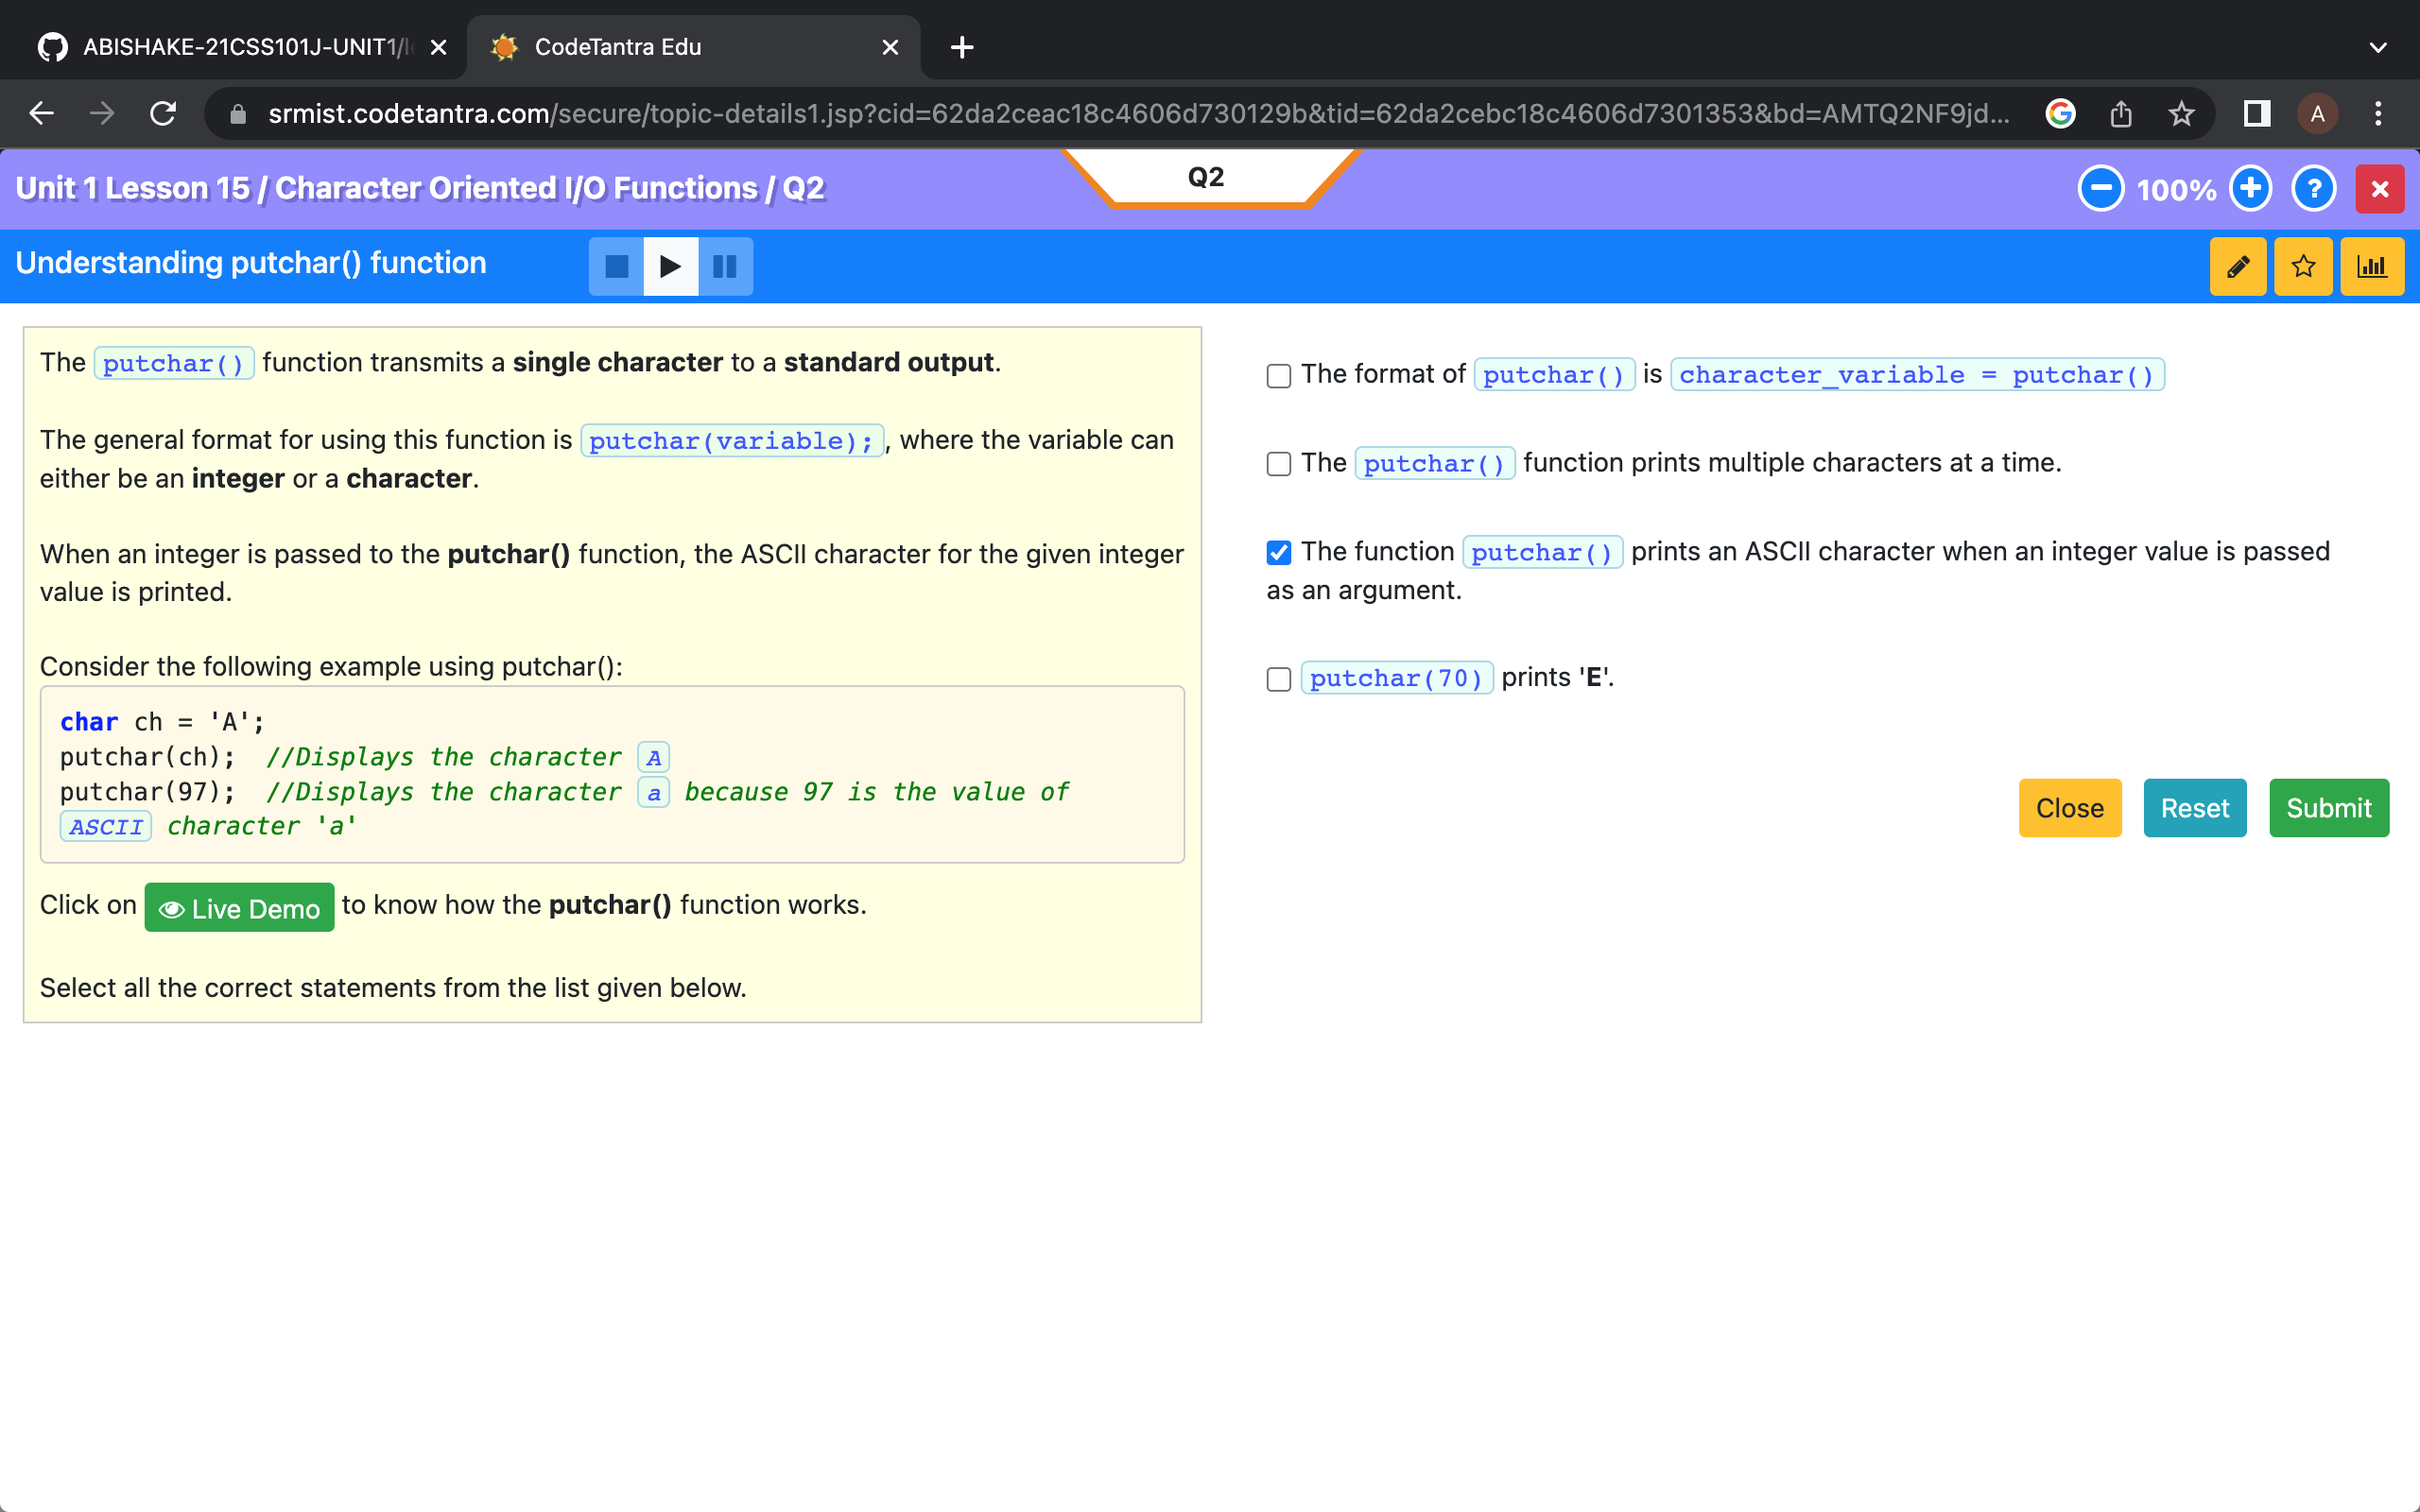 ABISHAKE-21CSS101J-UNIT1/
CodeTantra Edu
srmist.codetantra.com/secure/topic-details1.jsp?cid=62da2ceac18c4606d730129b&tid=62da2cebc18c4606d7301353&bd=AMTQ2NF9jd...
A
Unit 1 Lesson 15 / Character Oriented I/O Functions / Q2
Q2
100%
?
Understanding putchar() function
The putchar() function transmits a single character to a standard output.
The general format for using this function is putchar(variable);, where the variable can
either be an integer or a character.
When an integer is passed to the putchar() function, the ASCII character for the given integer
value is printed.
Consider the following example using putchar():
char ch = 'A';
putchar(ch);  //Displays the character A
putchar(97);  //Displays the character a because 97 is the value of
ASCII character 'a'
Click on Live Demo to know how the putchar() function works.
Select all the correct statements from the list given below.
The format of putchar() is character_variable = putchar()
The putchar() function prints multiple characters at a time.
The function putchar() prints an ASCII character when an integer value is passed
as an argument.
putchar(70) prints 'E'.
Close
Reset
Submit